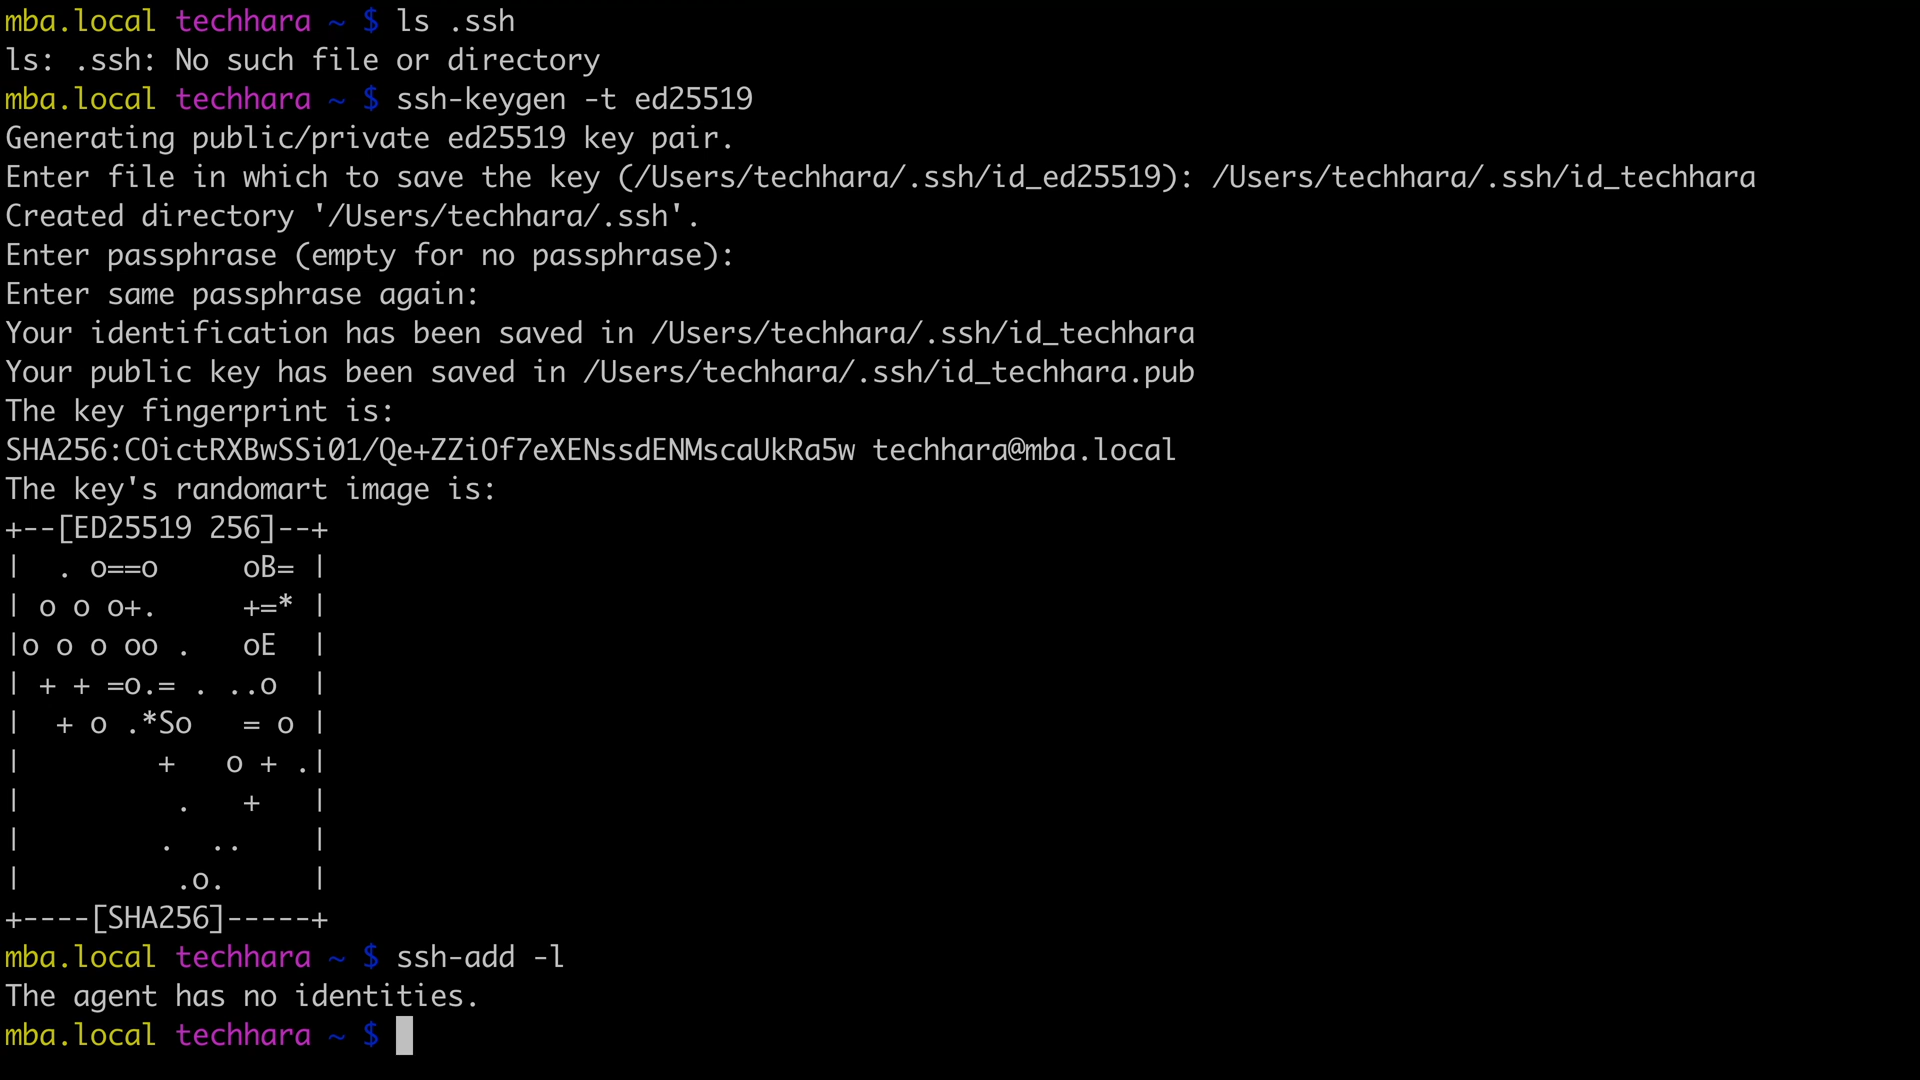 mba.local techhara ~ $ ls .ssh
ls: .ssh: No such file or directory
mba.local techhara ~ $ ssh-keygen -t ed25519
Generating public/private ed25519 key pair.
Enter file in which to save the key (/Users/techhara/.ssh/id_ed25519): /Users/techhara/.ssh/id_techhara
Created directory '/Users/techhara/.ssh'.
Enter passphrase (empty for no passphrase):
Enter same passphrase again:
Your identification has been saved in /Users/techhara/.ssh/id_techhara
Your public key has been saved in /Users/techhara/.ssh/id_techhara.pub
The key fingerprint is:
SHA256:COictRXBwSSi01/Qe+ZZiOf7eXENssdENMscaUkRa5w techhara@mba.local
The key's randomart image is:
+--[ED25519 256]--+
|  . o==o     oB= |
| o o o+.     +=* |
|o o o oo .   oE  |
| + + =o.= . ..o  |
|  + o .*So   = o |
|        +   o + .|
|         .   +   |
|        .  ..    |
|         .o.     |
+----[SHA256]-----+
mba.local techhara ~ $ ssh-add -l
The agent has no identities.
mba.local techhara ~ $